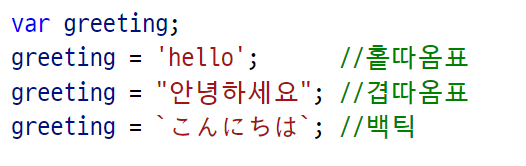 var greeting;
greeting = 'hello';      //홑따옴표
greeting = "안녕하세요"; //겹따옴표
greeting = `こんにちは`; //백틱